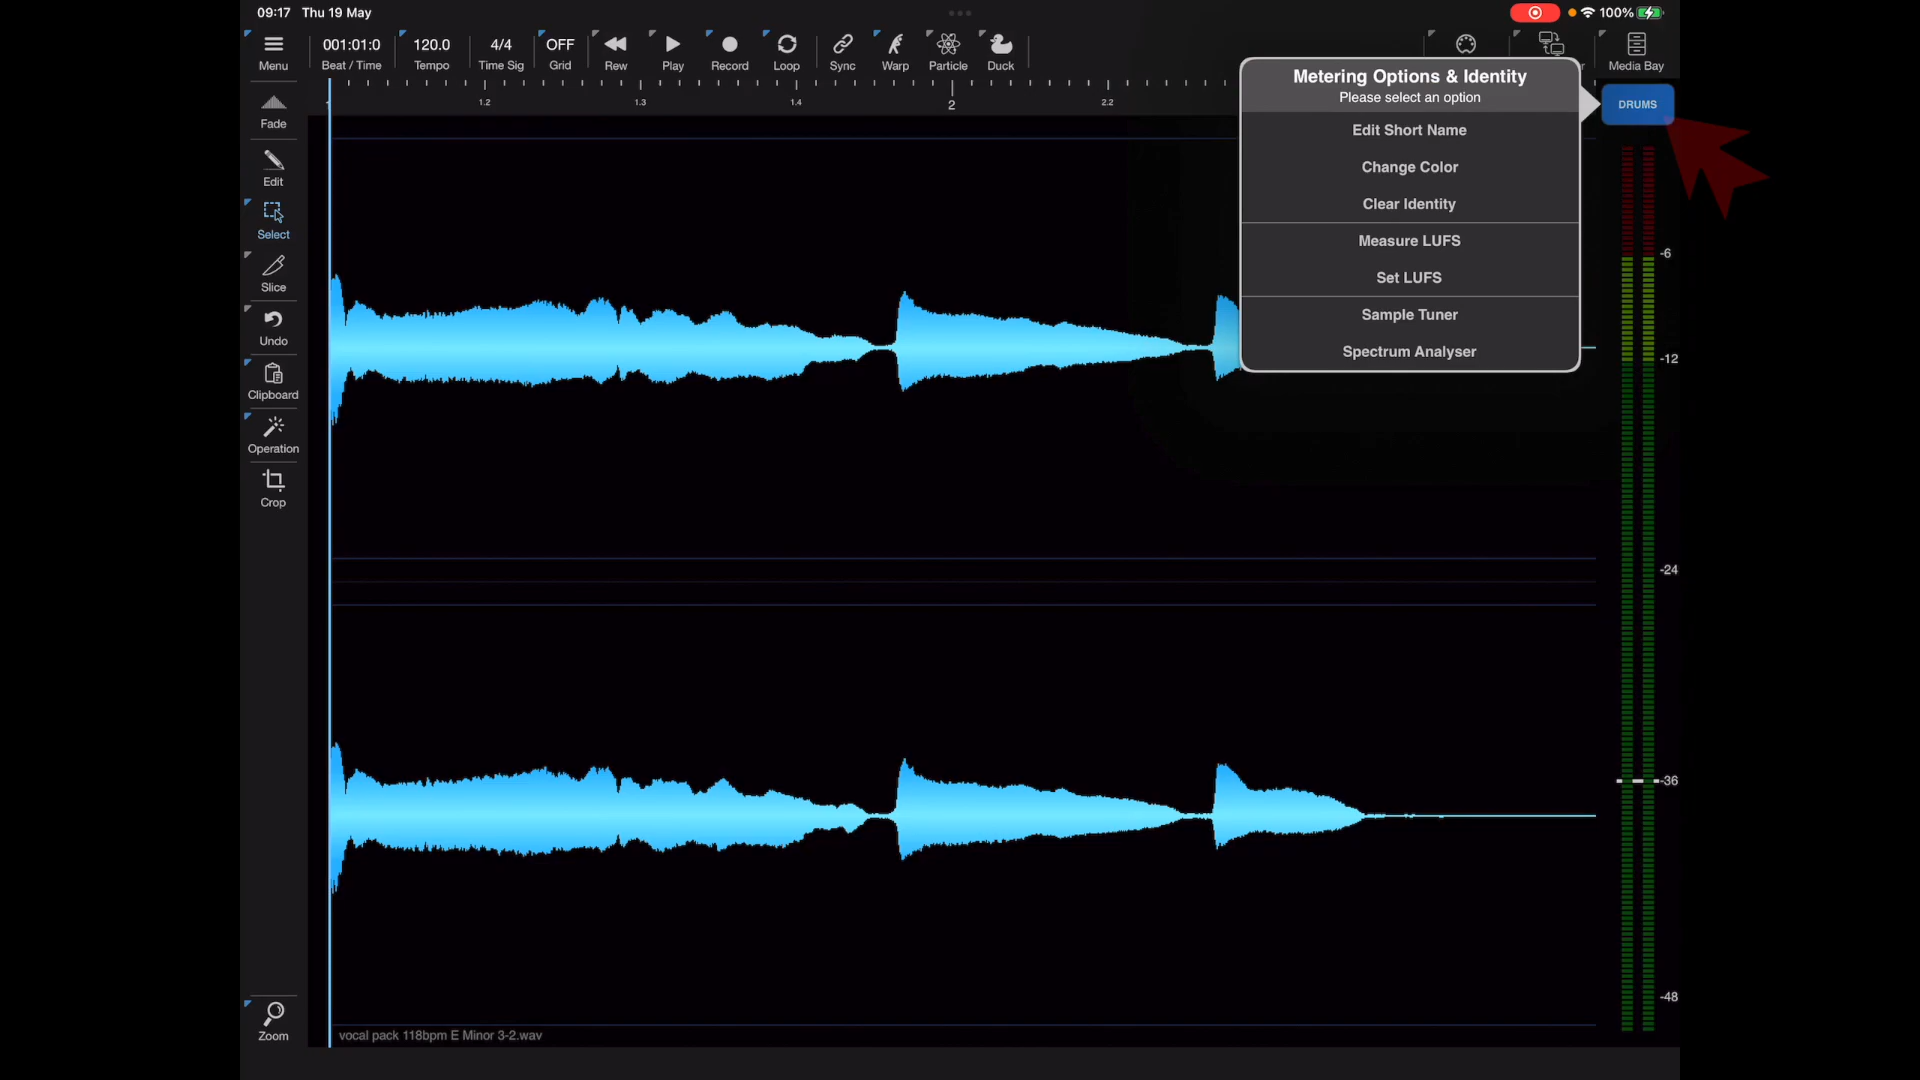 09:17 Thu 19 May
100%
Menu
001:01:0
Beat / Time
120.0
Tempo
4/4
Time Sig
OFF
Grid
Rew
Play
Record
Loop
Sync
Warp
Particle
Duck
Media Bay
1.2
1.3
1.4
2
2.2
Metering Options & Identity
Please select an option
Edit Short Name
Change Color
Clear Identity
Measure LUFS
Set LUFS
Sample Tuner
Spectrum Analyser
DRUMS
Fade
Edit
Select
Slice
Undo
Clipboard
Operation
Crop
Zoom
-6
-12
-24
-36
-48
vocal pack 118bpm E Minor 3-2.wav